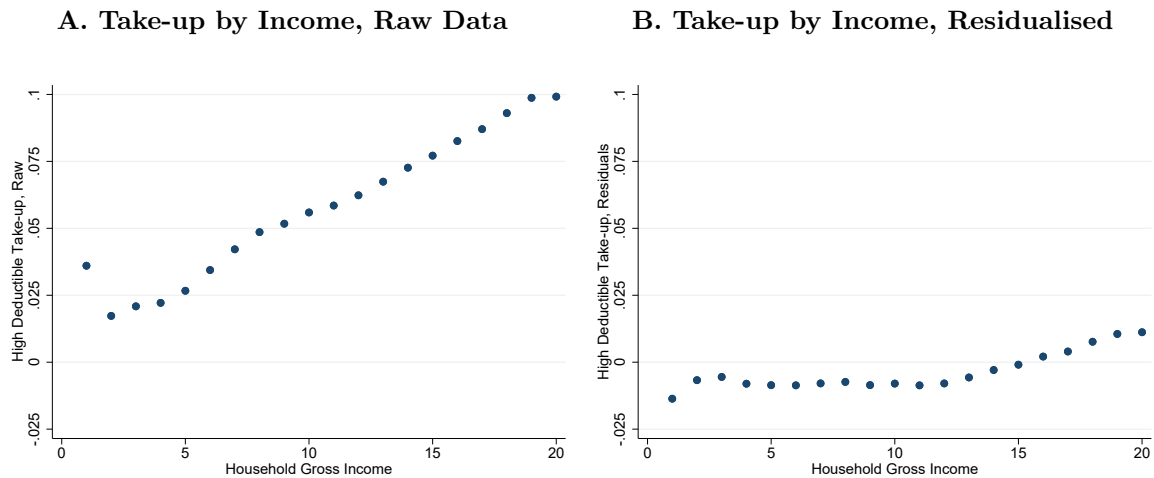 A. Take-up by Income, Raw Data
High Deductible Take-up, Raw
.1
.075
.05
.025
0
-.025
0 5 10 15 20
Household Gross Income
B. Take-up by Income, Residualised
High Deductible Take-up, Residuals
.1
.075
.05
.025
0
-.025
0 5 10 15 20
Household Gross Income